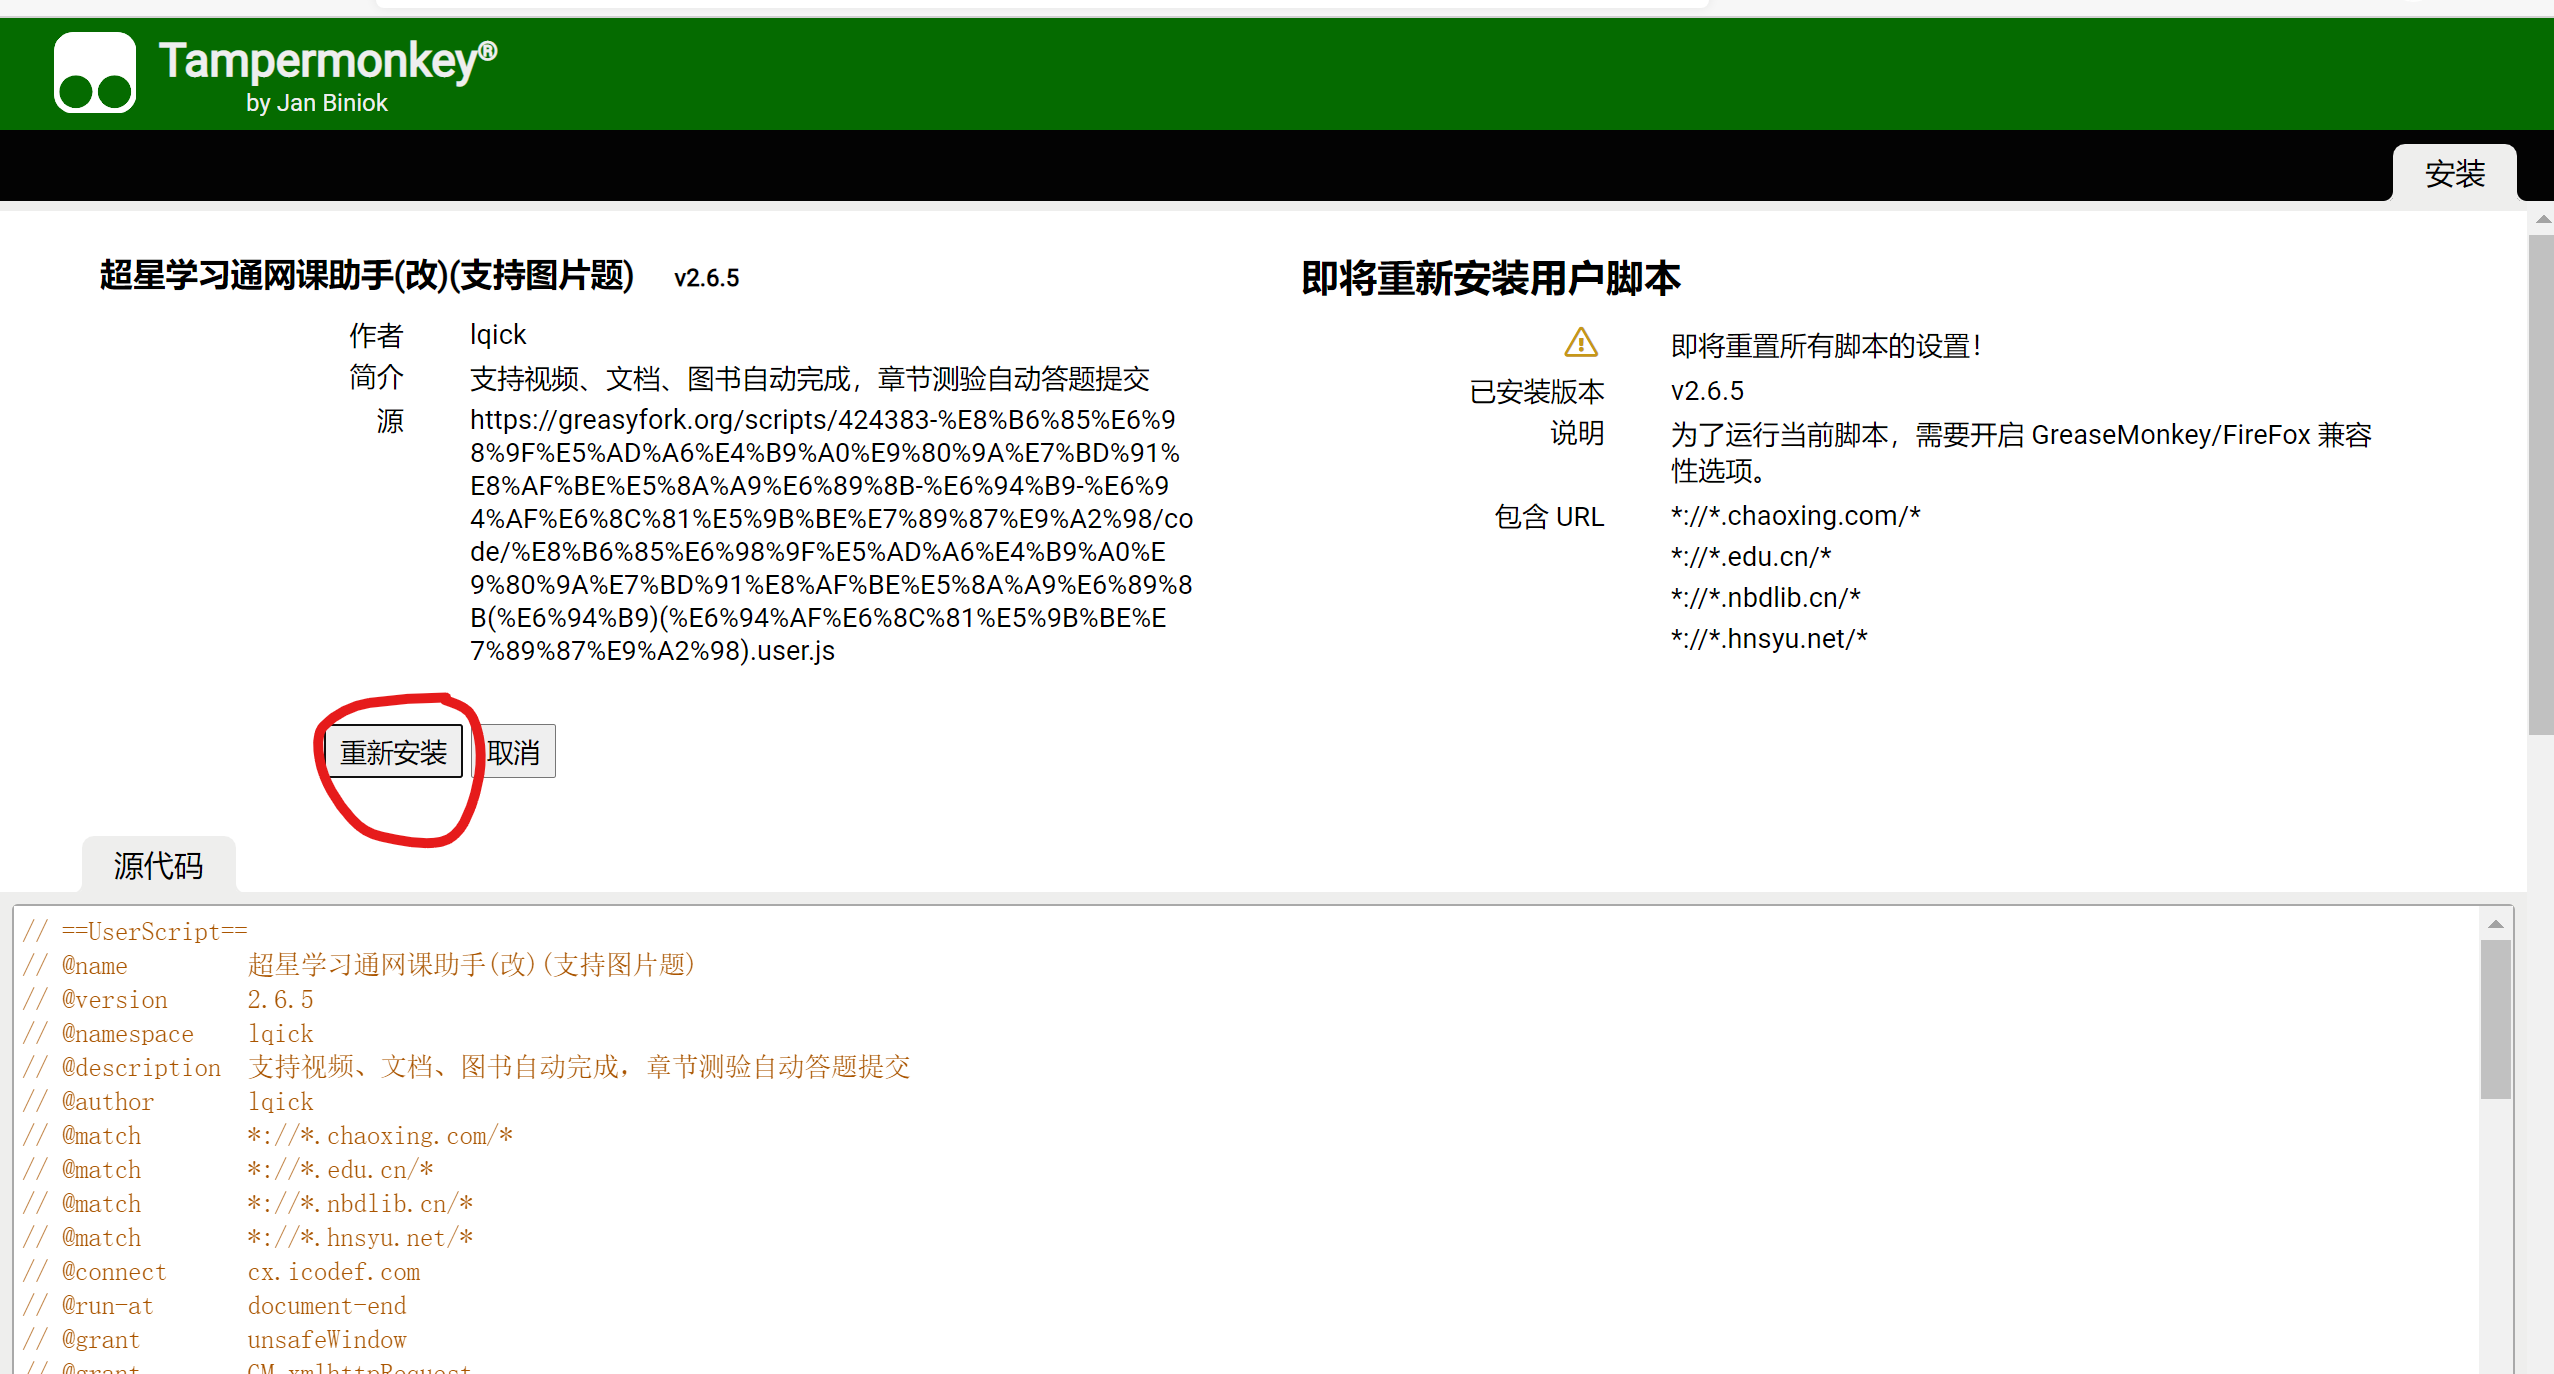 Tampermonkey®
by Jan Biniok
安装
超星学习通网课助手(改)(支持图片题) v2.6.5
作者 lqick
简介 支持视频、文档、图书自动完成，章节测验自动答题提交
源 https://greasyfork.org/scripts/424383-%E8%B6%85%E6%9
8%9F%E5%AD%A6%E4%B9%A0%E9%80%9A%E7%BD%91%
E8%AF%BE%E5%8A%A9%E6%89%8B-%E6%94%B9-%E6%9
4%AF%E6%8C%81%E5%9B%BE%E7%89%87%E9%A2%98/co
de/%E8%B6%85%E6%98%9F%E5%AD%A6%E4%B9%A0%E
9%80%9A%E7%BD%91%E8%AF%BE%E5%8A%A9%E6%89%8
B(%E6%94%B9)(%E6%94%AF%E6%8C%81%E5%9B%BE%E
7%89%87%E9%A2%98).user.js
即将重新安装用户脚本
即将重置所有脚本的设置！
已安装版本 v2.6.5
说明 为了运行当前脚本，需要开启 GreaseMonkey/FireFox 兼容
性选项。
包含 URL *://*.chaoxing.com/*
*://*.edu.cn/*
*://*.nbdlib.cn/*
*://*.hnsyu.net/*
重新安装 取消
源代码
// ==UserScript==
// @name 超星学习通网课助手(改)(支持图片题)
// @version 2.6.5
// @namespace lqick
// @description 支持视频、文档、图书自动完成，章节测验自动答题提交
// @author lqick
// @match *://*.chaoxing.com/*
// @match *://*.edu.cn/*
// @match *://*.nbdlib.cn/*
// @match *://*.hnsyu.net/*
// @connect cx.icodef.com
// @run-at document-end
// @grant unsafeWindow
// @grant GM_xmlhttpRequest